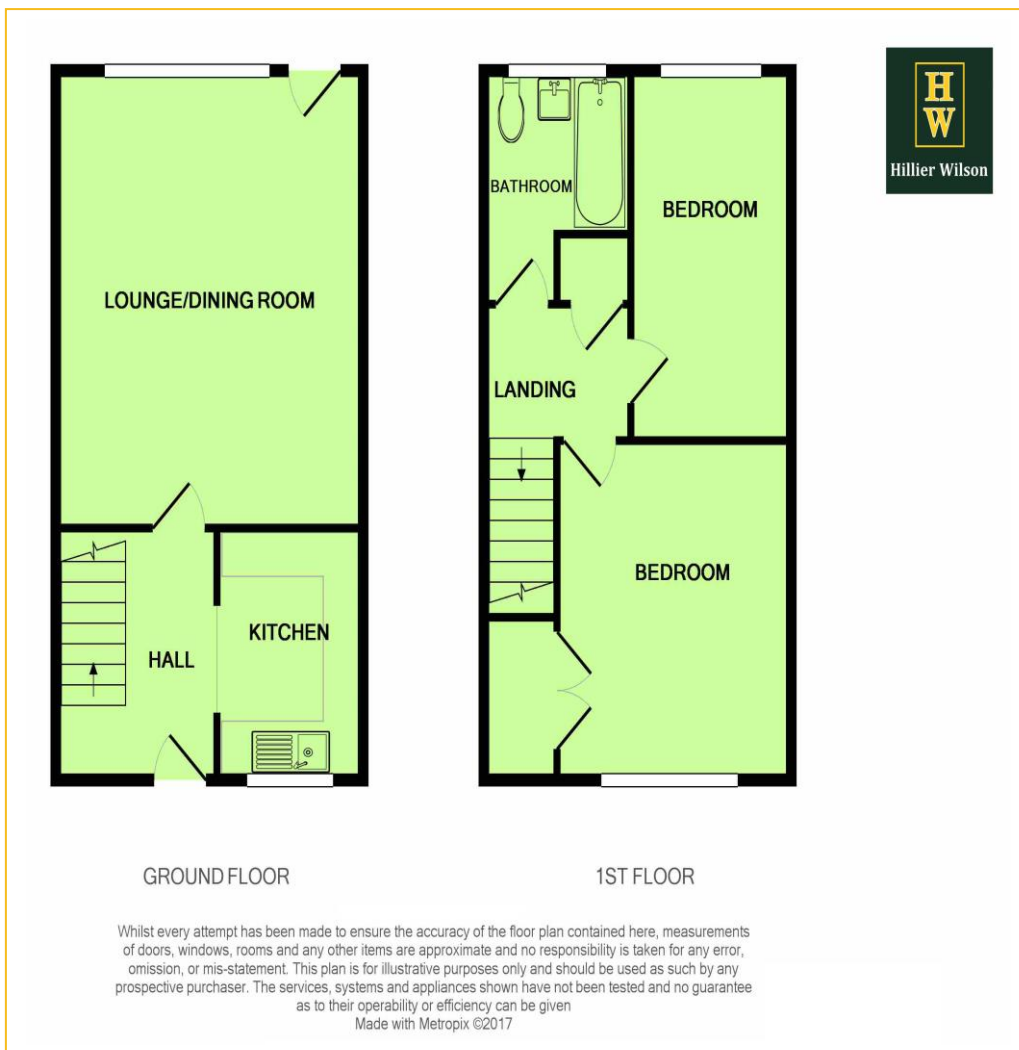 H
W
Hillier Wilson
LOUNGE/DINING ROOM
HALL
KITCHEN
BATHROOM
BEDROOM
LANDING
BEDROOM
GROUND FLOOR
1ST FLOOR
Whilst every attempt has been made to ensure the accuracy of the floor plan contained here, measurements
of doors, windows, rooms and any other items are approximate and no responsibility is taken for any error,
omission, or mis-statement. This plan is for illustrative purposes only and should be used as such by any
prospective purchaser. The services, systems and appliances shown have not been tested and no guarantee
as to their operability or efficiency can be given
Made with Metropix ©2017